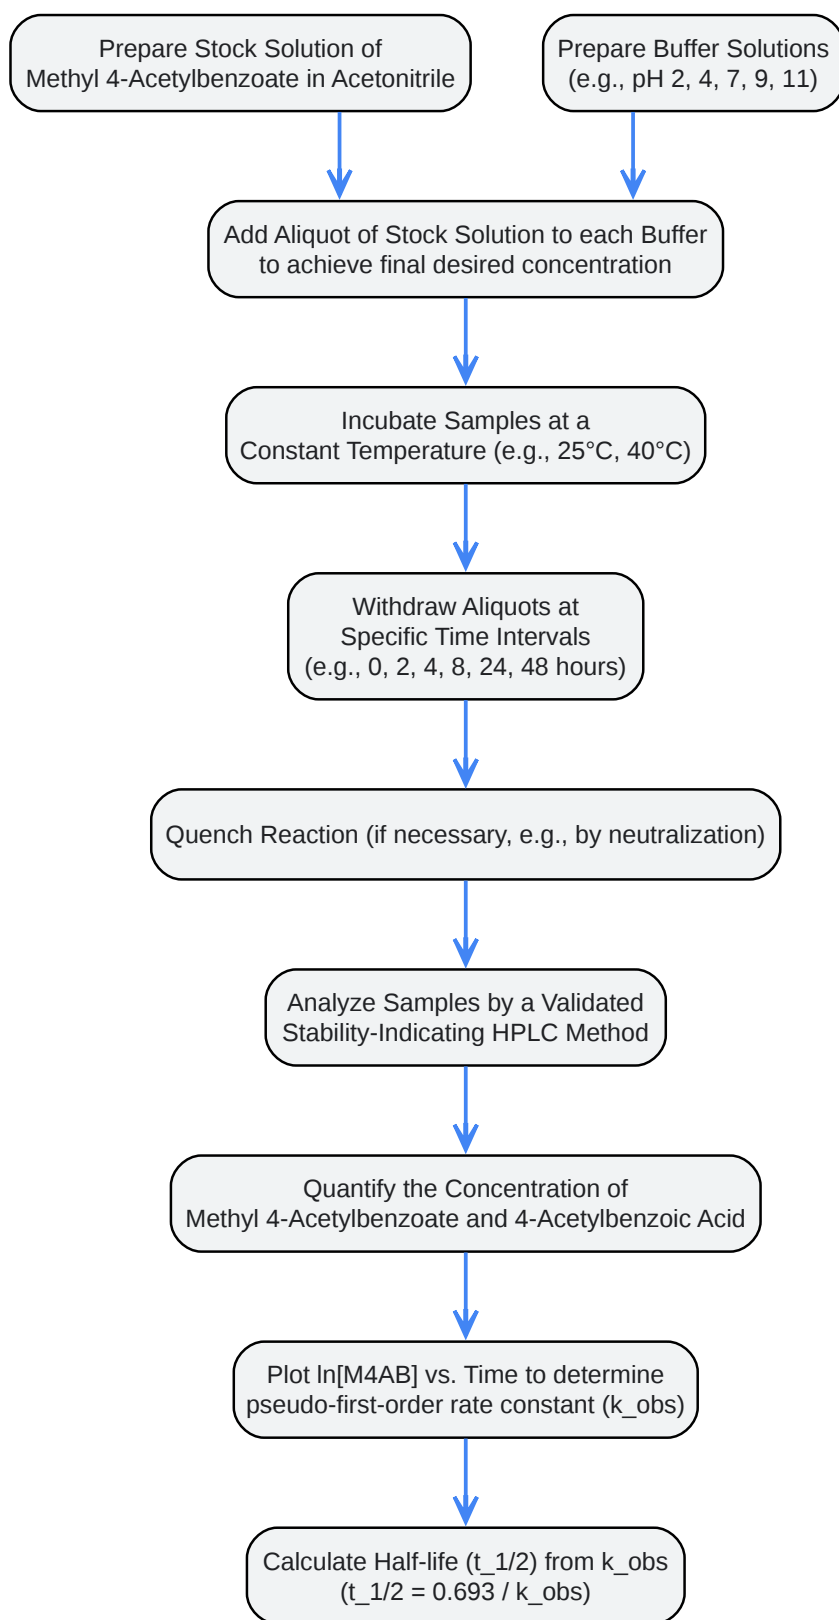 Prepare Stock Solution of
Methyl 4-Acetylbenzoate in Acetonitrile
Prepare Buffer Solutions
(e.g., pH 2, 4, 7, 9, 11)
Add Aliquot of Stock Solution to each Buffer
to achieve final desired concentration
Incubate Samples at a
Constant Temperature (e.g., 25°C, 40°C)
Withdraw Aliquots at
Specific Time Intervals
(e.g., 0, 2, 4, 8, 24, 48 hours)
Quench Reaction (if necessary, e.g., by neutralization)
Analyze Samples by a Validated
Stability-Indicating HPLC Method
Quantify the Concentration of
Methyl 4-Acetylbenzoate and 4-Acetylbenzoic Acid
Plot ln[M4AB] vs. Time to determine
pseudo-first-order rate constant (k_obs)
Calculate Half-life (t_1/2) from k_obs
(t_1/2 = 0.693 / k_obs)